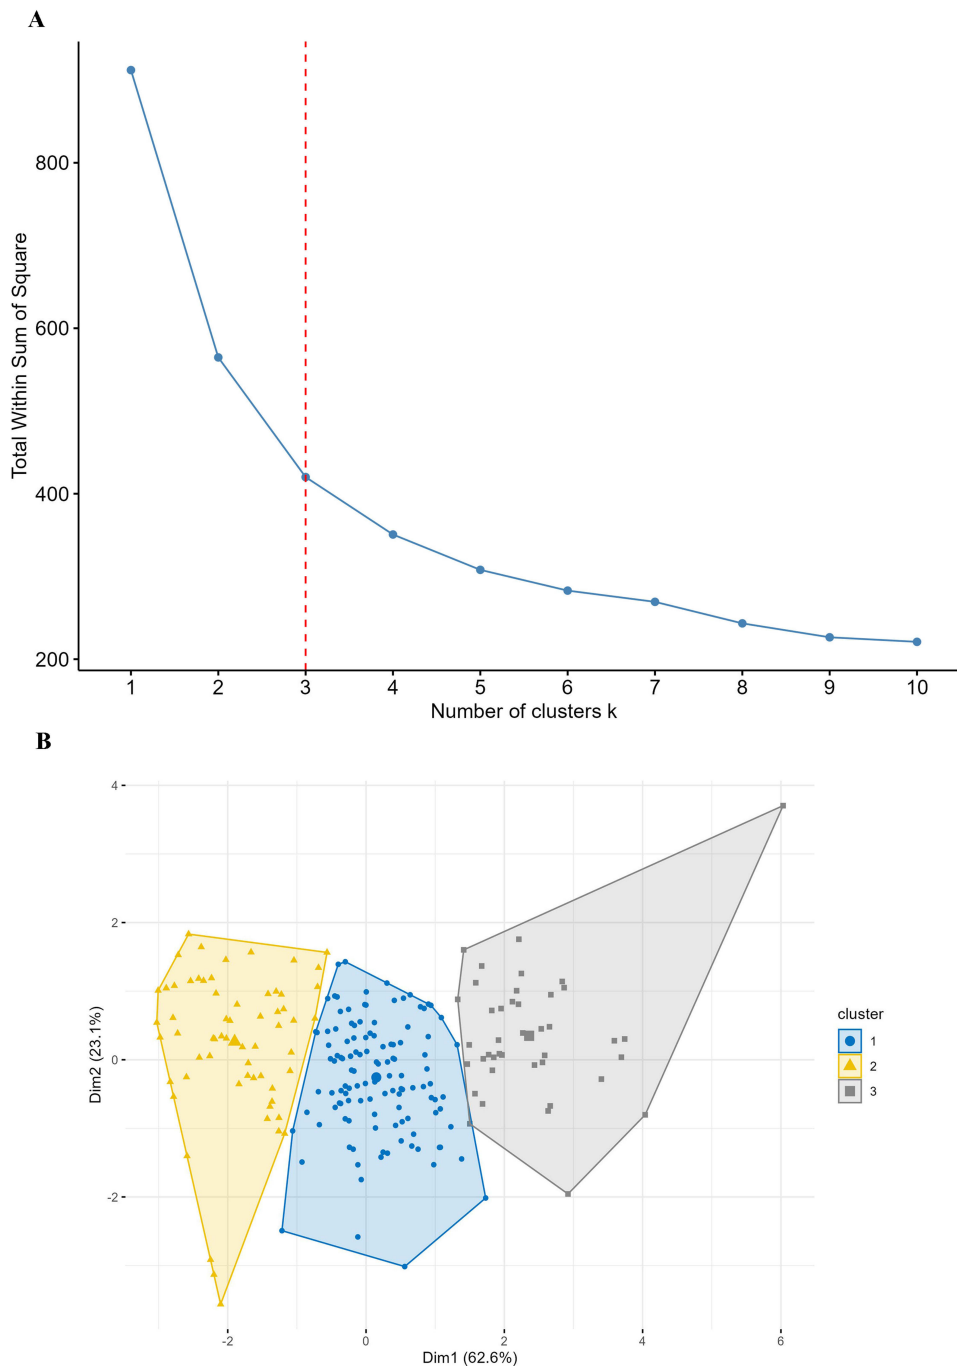 A
Total Within Sum of Square
800
600
400
200
1 2 3 4 5 6 7 8 9 10
Number of clusters k
B
Dim2 (23.1%)
4
2
0
-2
-2 0 2 4 6
Dim1 (62.6%)
cluster
1
2
3